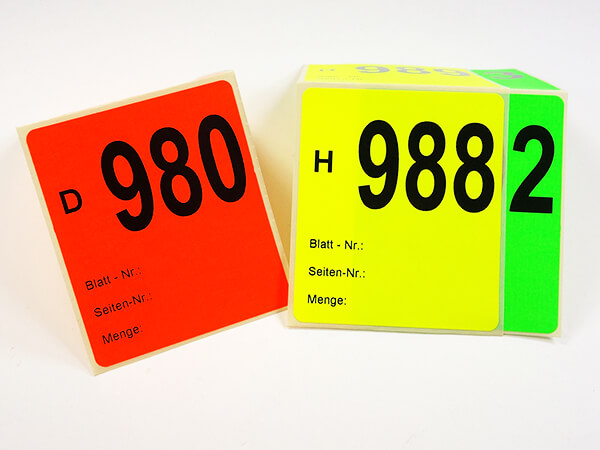 D 980
Blatt - Nr.:
Seiten-Nr.:
Menge:
H 988 2
Blatt - Nr.:
Seiten-Nr.:
Menge: